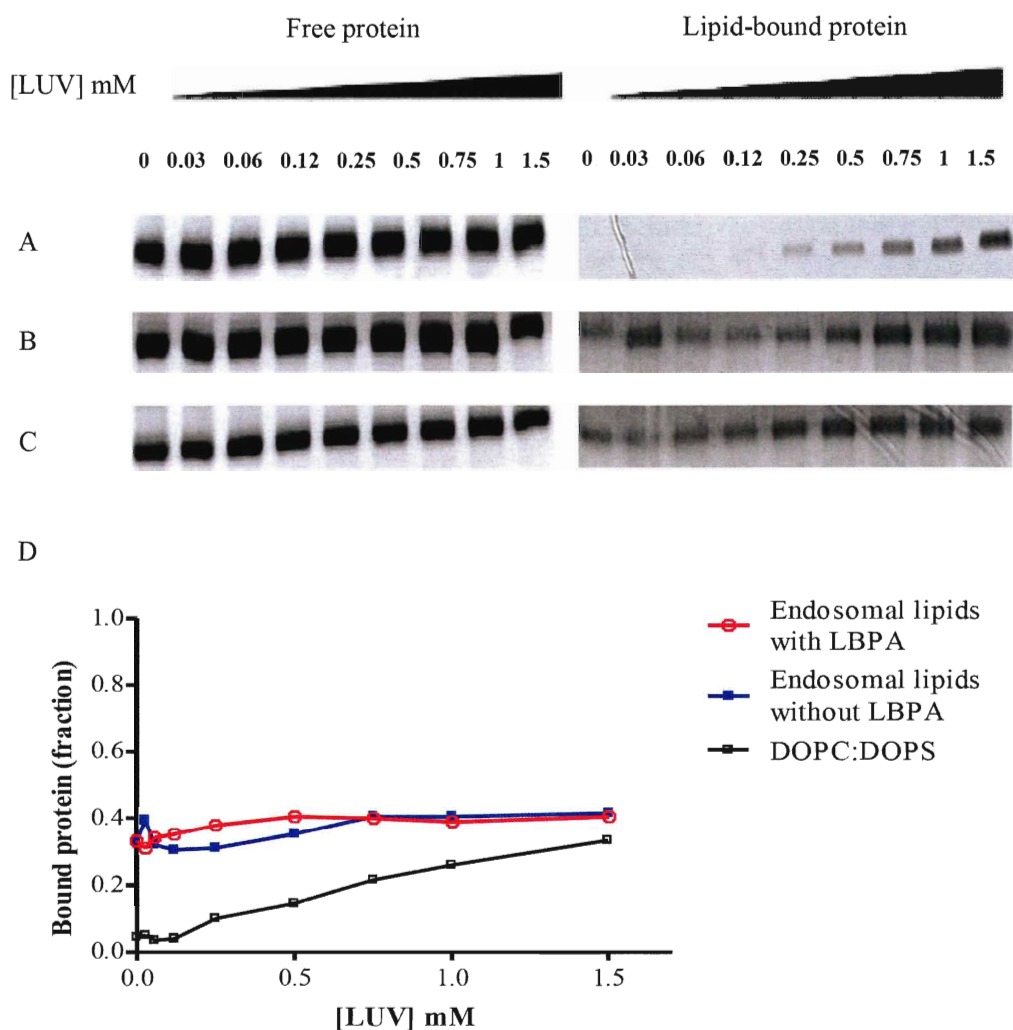 Free protein
Lipid-bound protein
[LUV] mM
0 0.03 0.06 0.12 0.25 0.5 0.75 1 1.5
0 0.03 0.06 0.12 0.25 0.5 0.75 1 1.5
A
B
C
D
1.0
0.8
0.6
0.4
0.2
0.0
Bound protein (fraction)
0.0 0.5 1.0 1.5
[LUV] mM
Endosomal lipids
with LBPA
Endosomal lipids
without LBPA
DOPC:DOPS